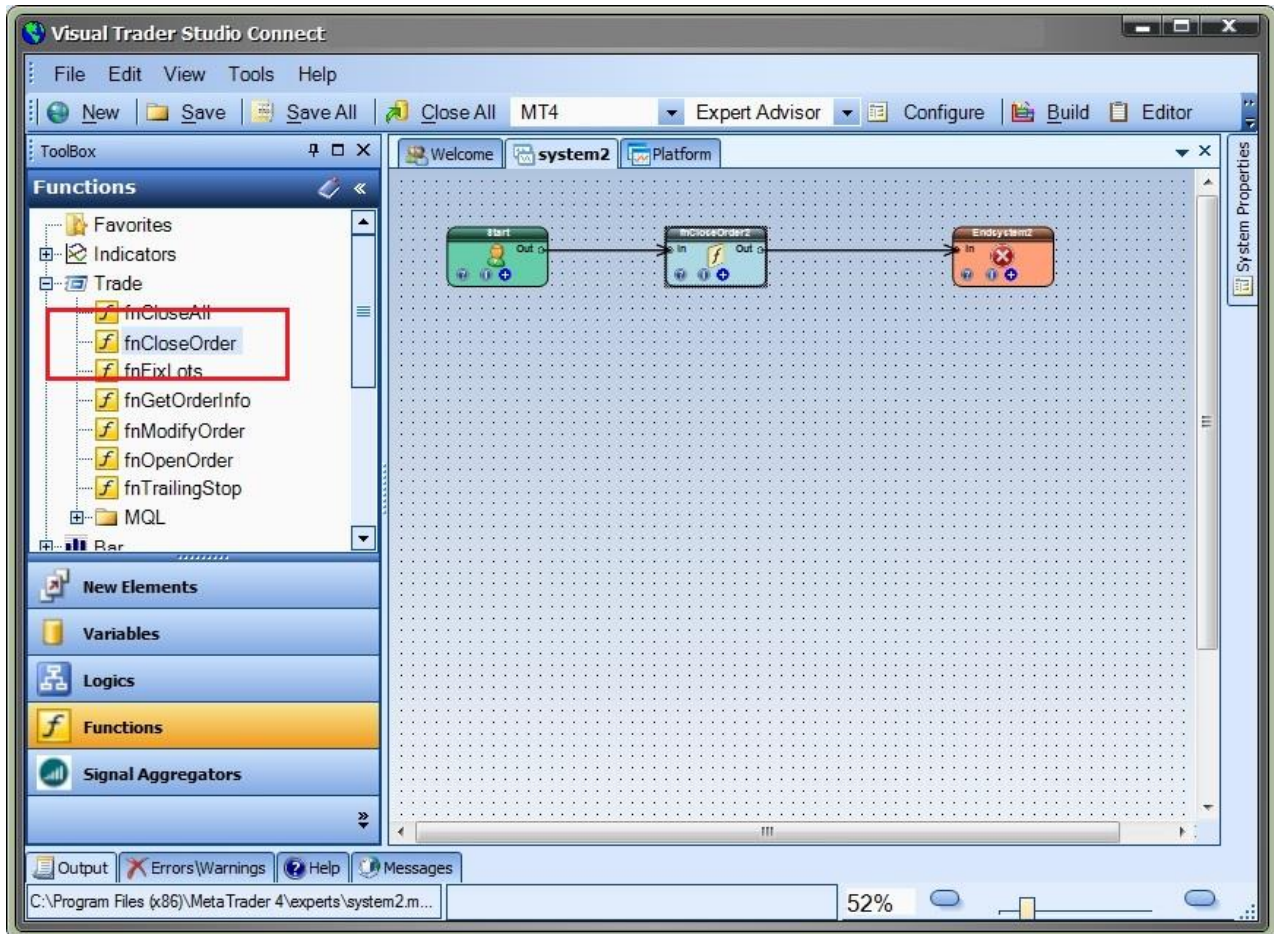 Visual Trader Studio Connect
File Edit View Tools Help
New Save Save All Close All MT4 Expert Advisor Configure Build Editor
ToolBox
Functions
Favorites
Indicators
Trade
fnCloseAll
fnCloseOrder
fnFixLots
fnGetOrderInfo
fnModifyOrder
fnOpenOrder
fnTrailingStop
MQL
Bar
New Elements
Variables
Logics
Functions
Signal Aggregators
Welcome system2 Platform
Start
Out
fnCloseOrder2
In Out
Endsystem2
In
System Properties
Output Errors\Warnings Help Messages
C:\Program Files (x86)\MetaTrader 4\experts\system2.m...
52%